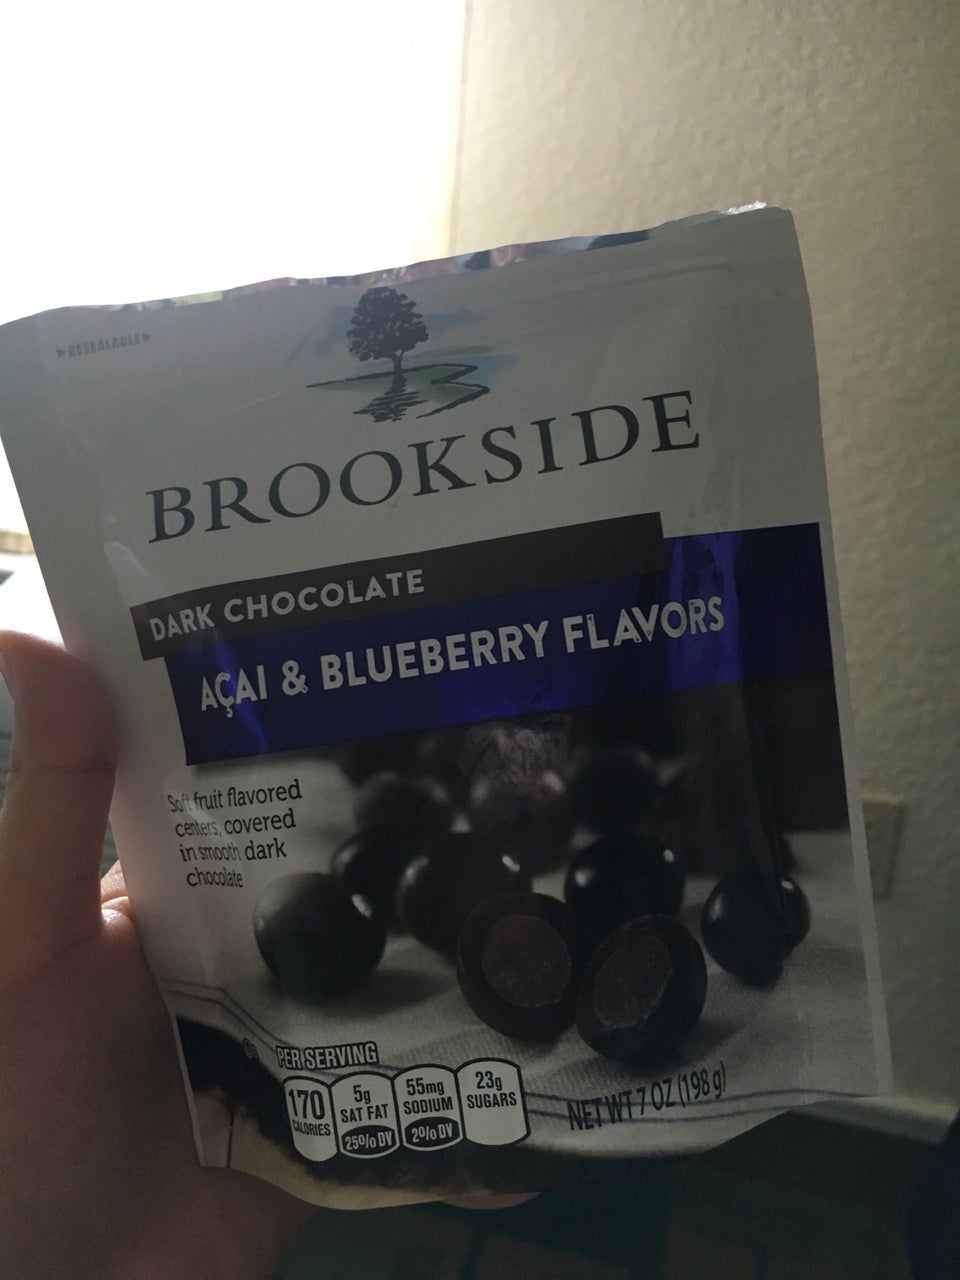 RESEALABLE
BROOKSIDE
DARK CHOCOLATE
AÇAI & BLUEBERRY FLAVORS
Soft fruit flavored
centers, covered
in smooth dark
chocolate
PER SERVING
170
CALORIES
5g
SAT FAT
25% DV
55mg
SODIUM
2% DV
23g
SUGARS
NET WT 7 OZ (198 g)